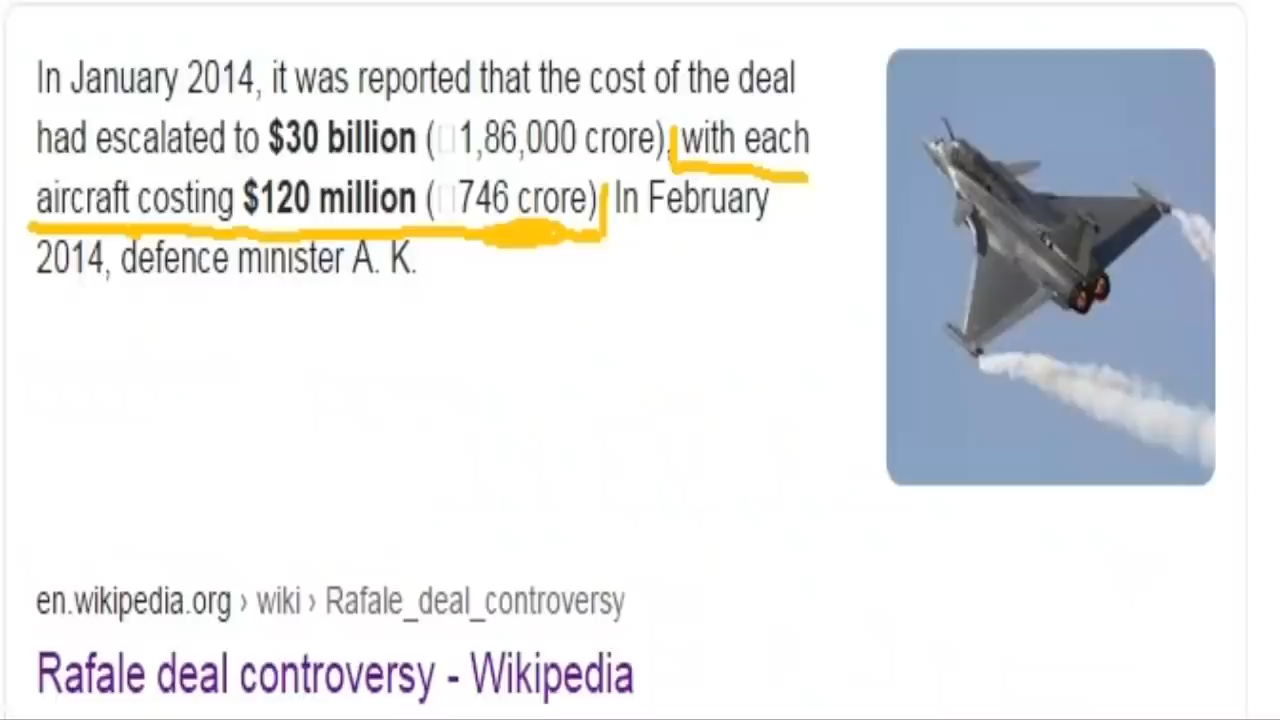 In January 2014, it was reported that the cost of the deal
had escalated to $30 billion (□1,86,000 crore), with each
aircraft costing $120 million (□746 crore). In February
2014, defence minister A. K.
en.wikipedia.org › wiki › Rafale_deal_controversy
Rafale deal controversy - Wikipedia